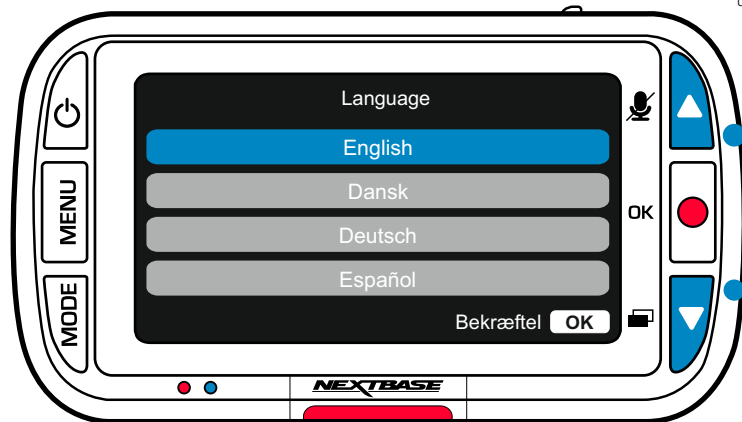 Language
English
Dansk
Deutsch
Español
Bekræftel OK
MENU
MODE
OK
NEXTBASE